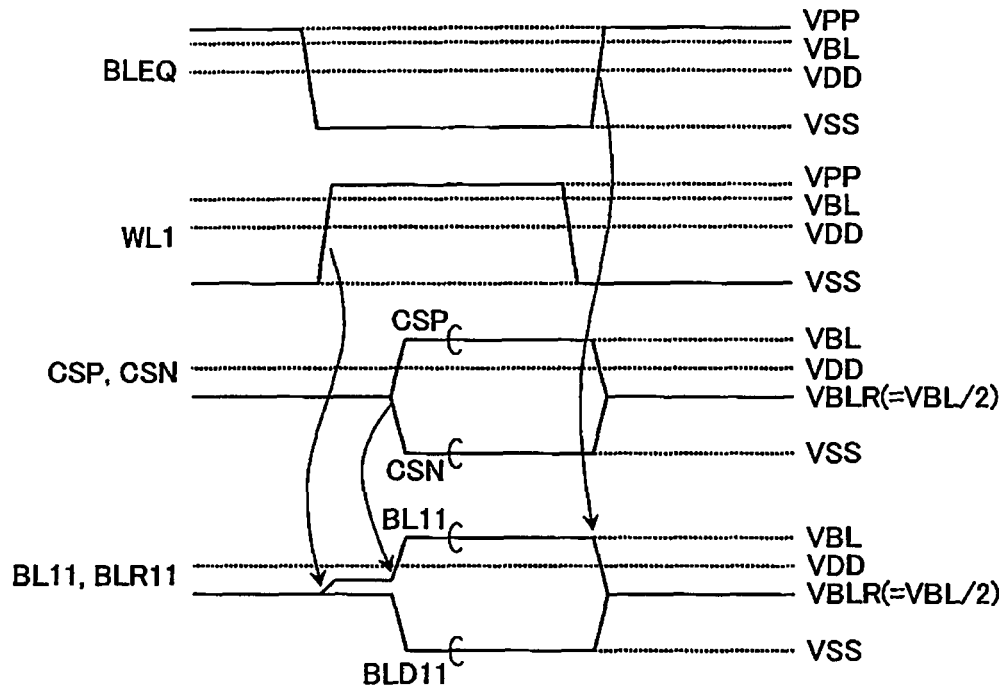 VPP
VBL
BLEQ
VDD
VSS
VPP
VBL
WL1
VDD
VSS
CSP
VBL
CSP, CSN
VDD
VBLR(=VBL/2)
CSN
VSS
BL11
VBL
BL11, BLR11
VDD
VBLR(=VBL/2)
BLD11
VSS